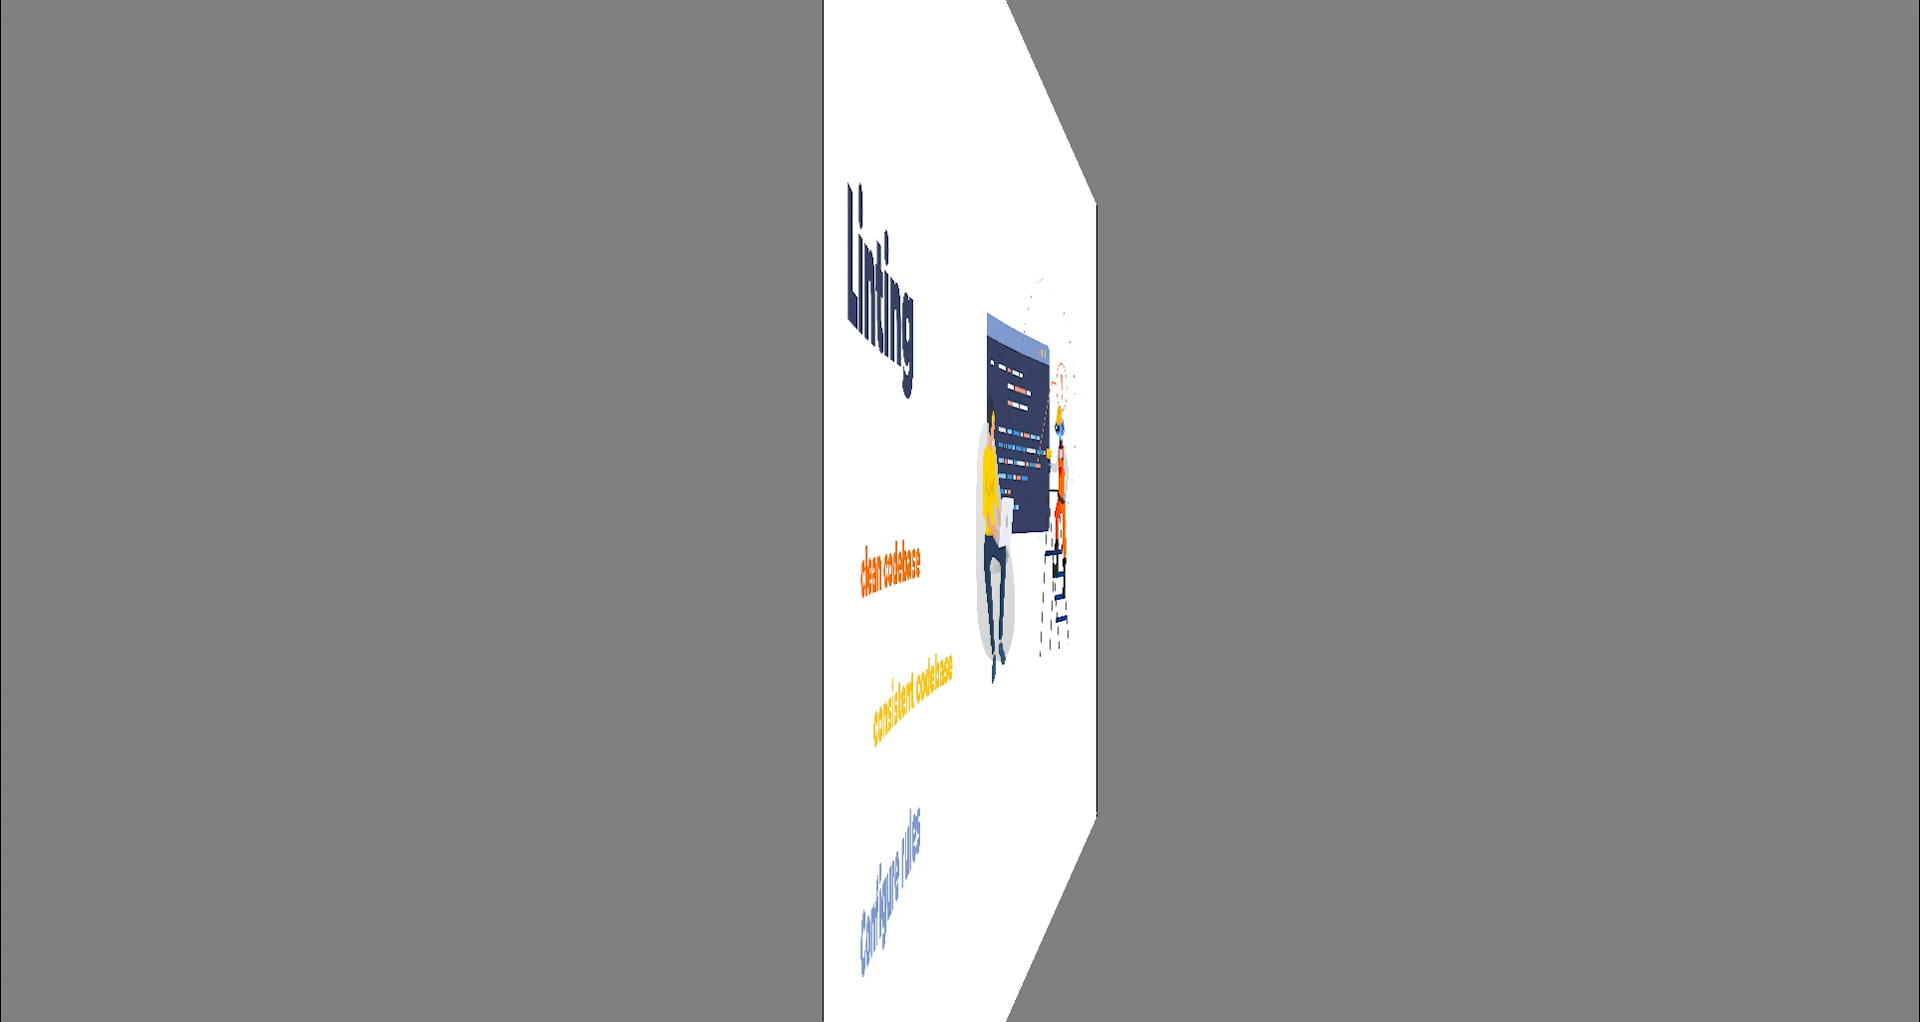 Linting
clean codebase
consistent codebase
Configure rules